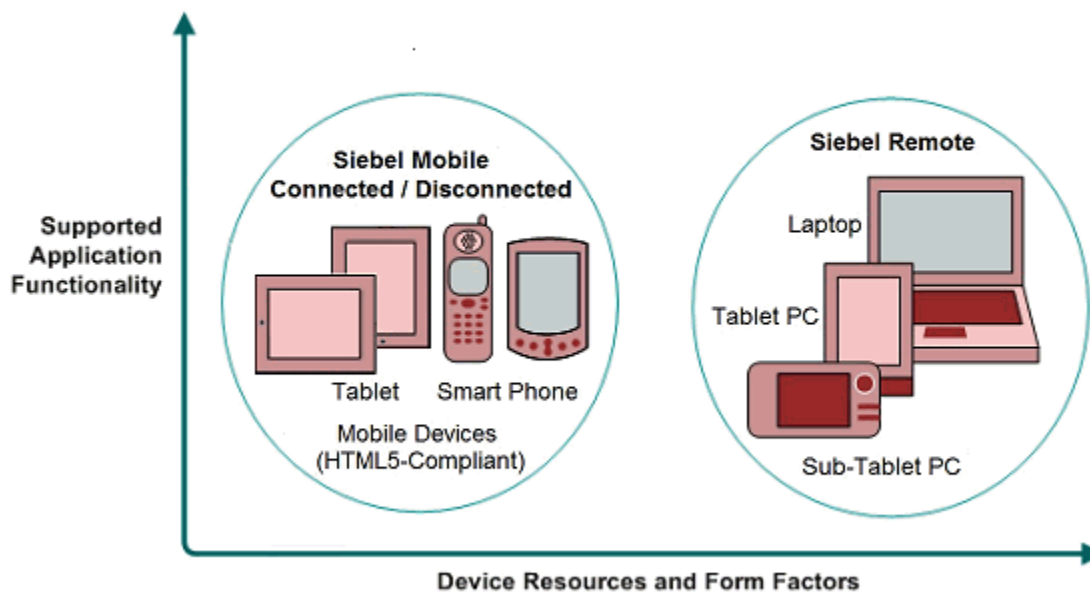 Supported
Application
Functionality
Siebel Mobile
Connected / Disconnected
Tablet
Smart Phone
Mobile Devices
(HTML5-Compliant)
Siebel Remote
Laptop
Tablet PC
Sub-Tablet PC
Device Resources and Form Factors